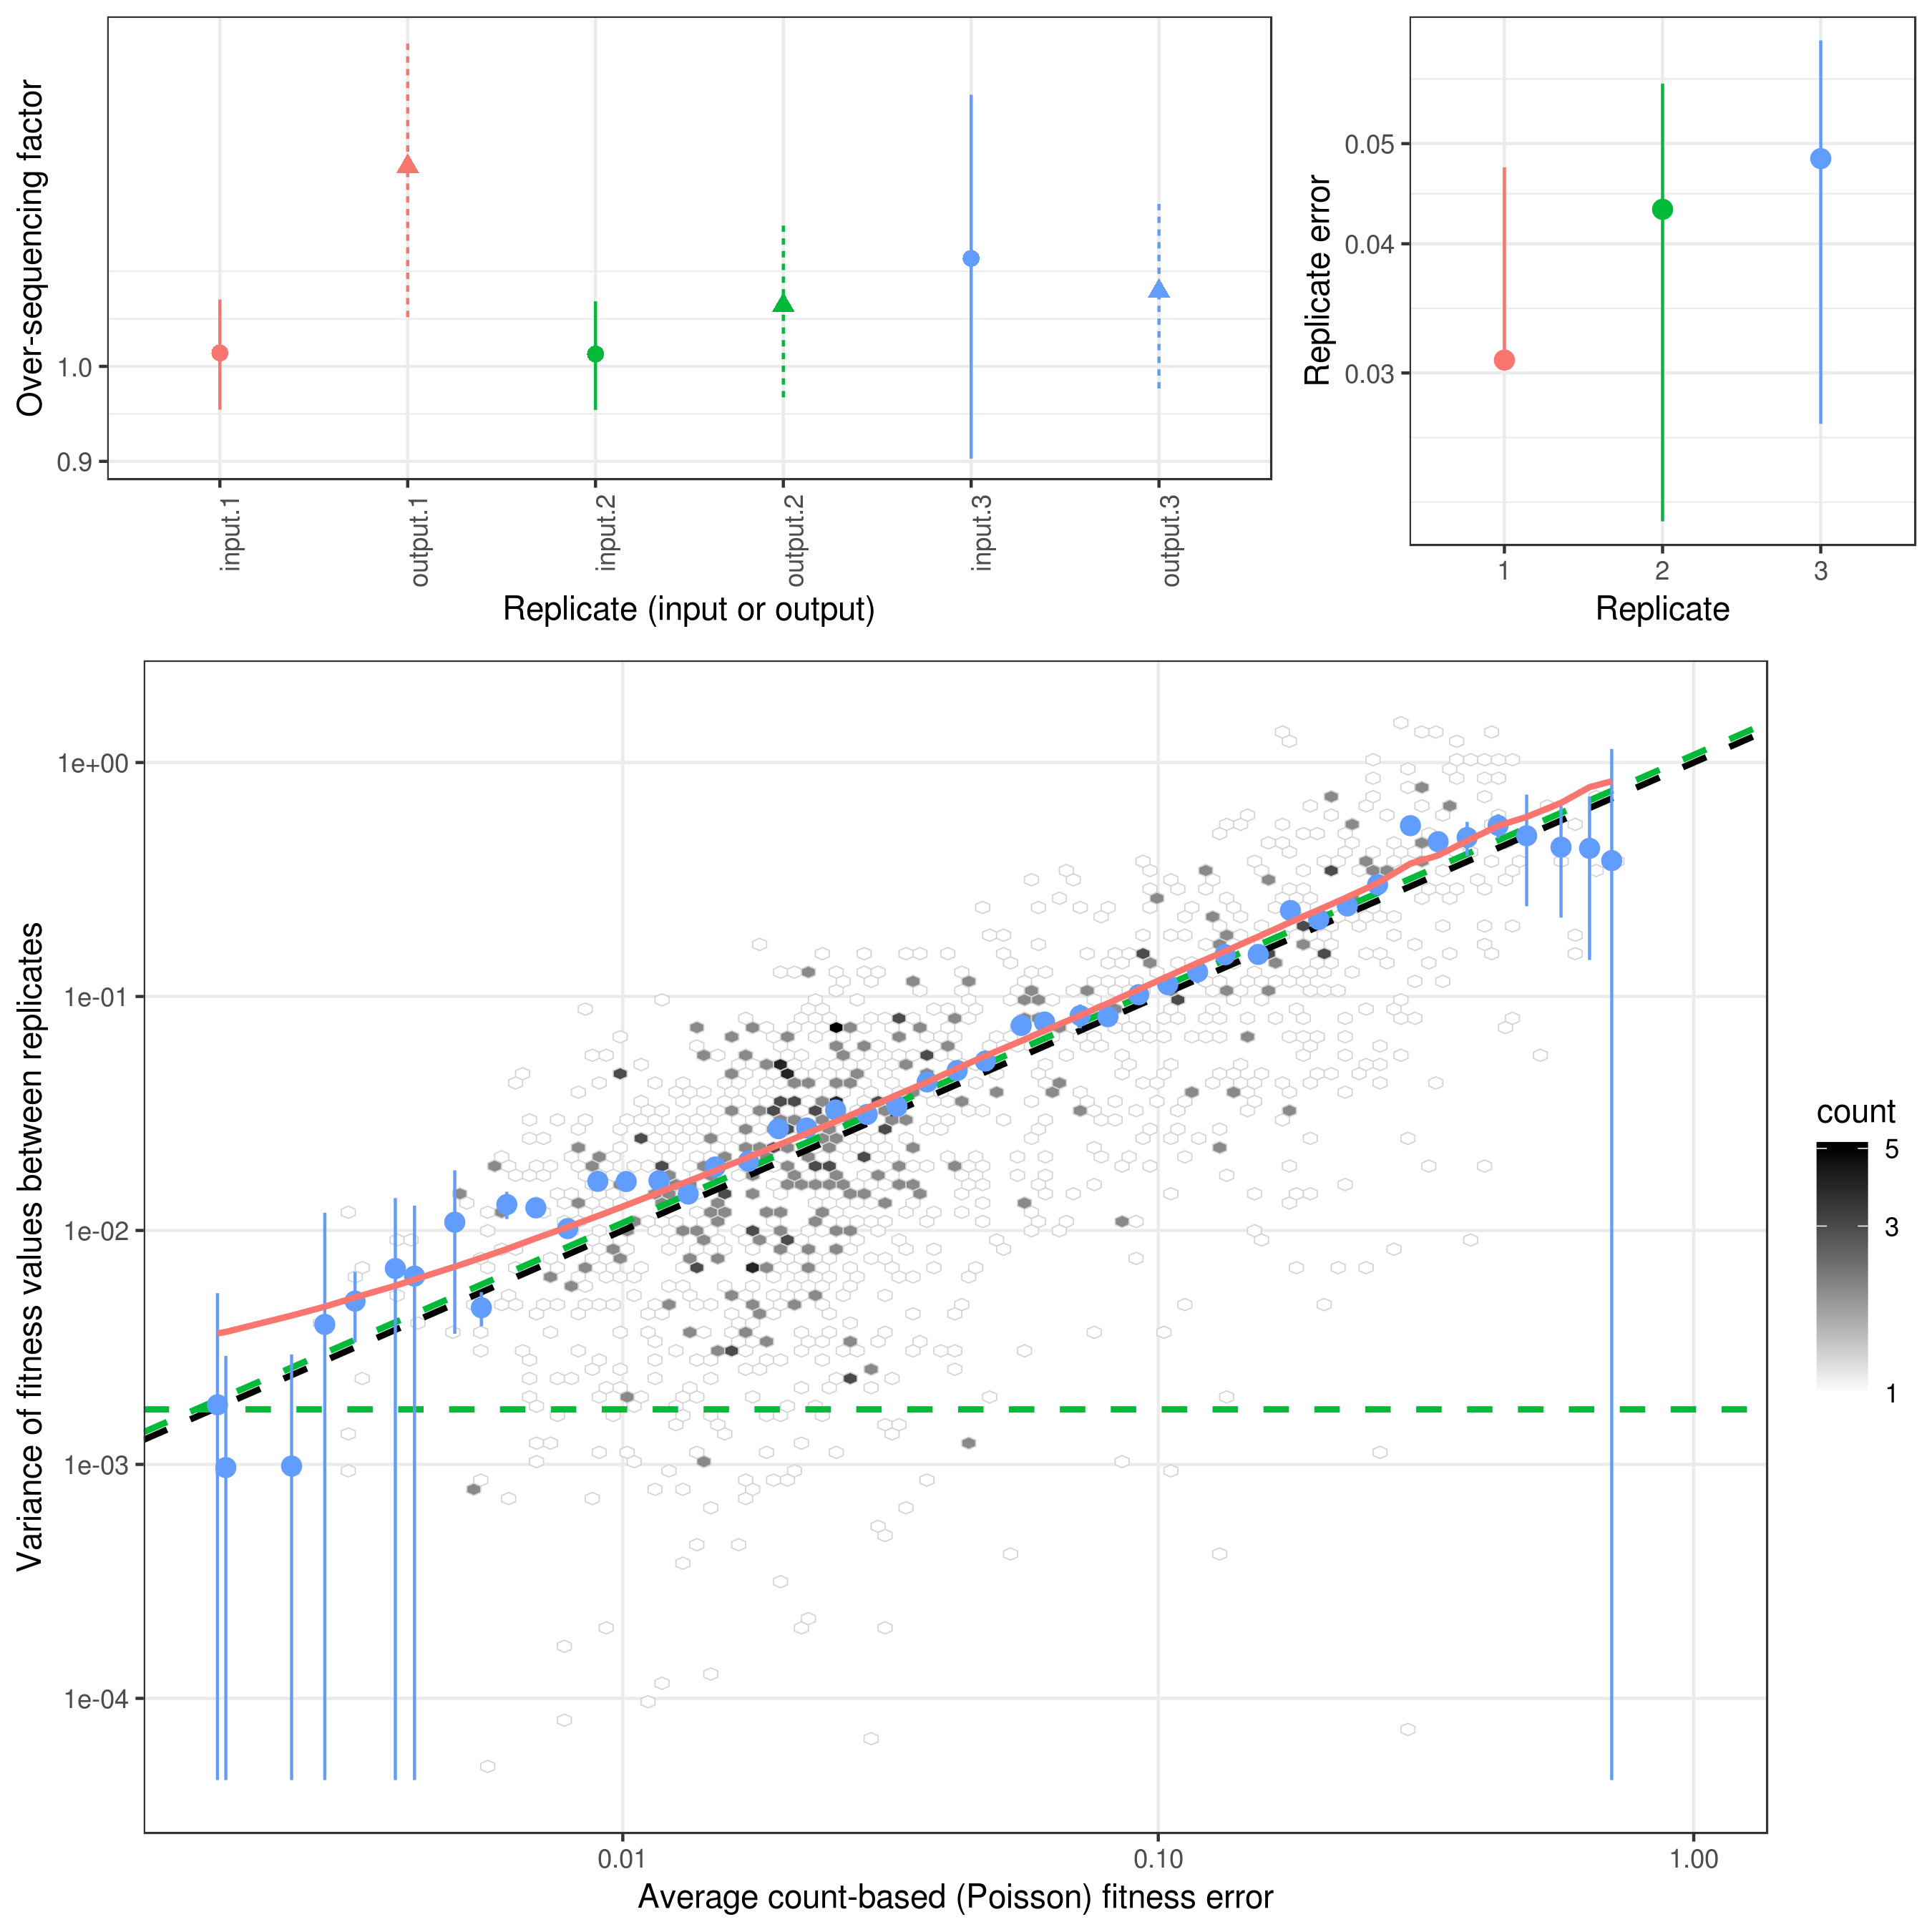 Over-sequencing factor
1.0
0.9
input.1
output.1
input.2
output.2
input.3
output.3
Replicate (input or output)
Replicate error
0.05
0.04
0.03
1
2
3
Replicate
Variance of fitness values between replicates
1e+00
1e-01
1e-02
1e-03
1e-04
0.01
0.10
1.00
Average count-based (Poisson) fitness error
count
5
3
1